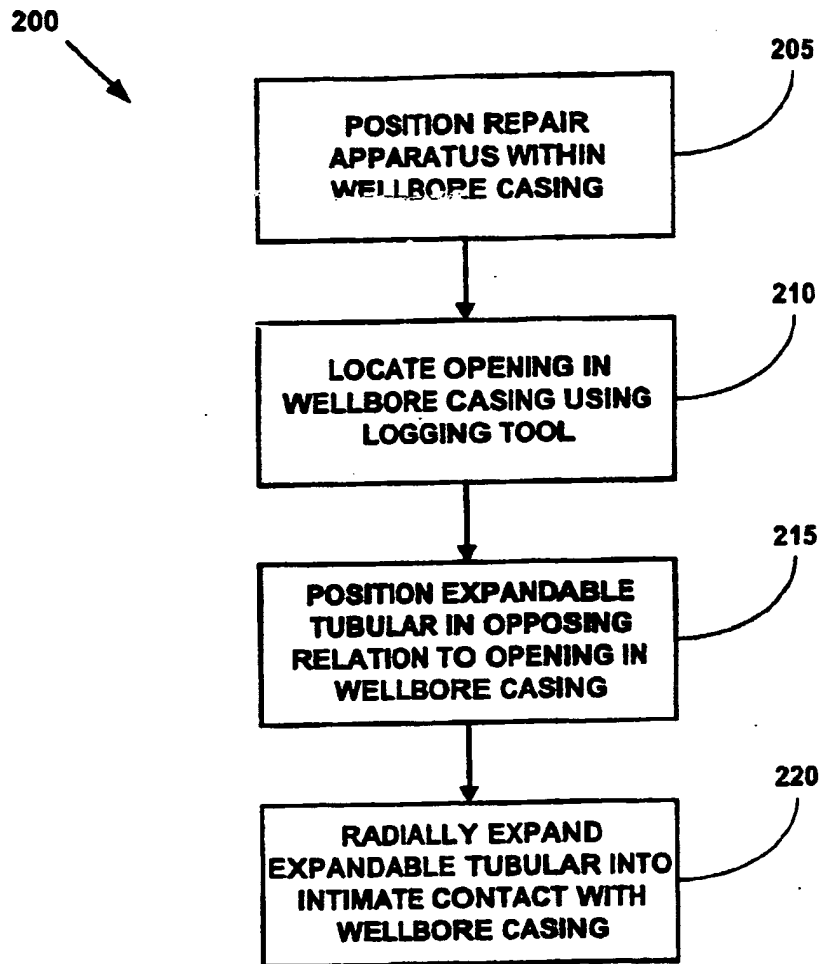 200
205
POSITION REPAIR
APPARATUS WITHIN
WELLBORE CASING
210
LOCATE OPENING IN
WELLBORE CASING USING
LOGGING TOOL
215
POSITION EXPANDABLE
TUBULAR IN OPPOSING
RELATION TO OPENING IN
WELLBORE CASING
220
RADIALLY EXPAND
EXPANDABLE TUBULAR INTO
INTIMATE CONTACT WITH
WELLBORE CASING